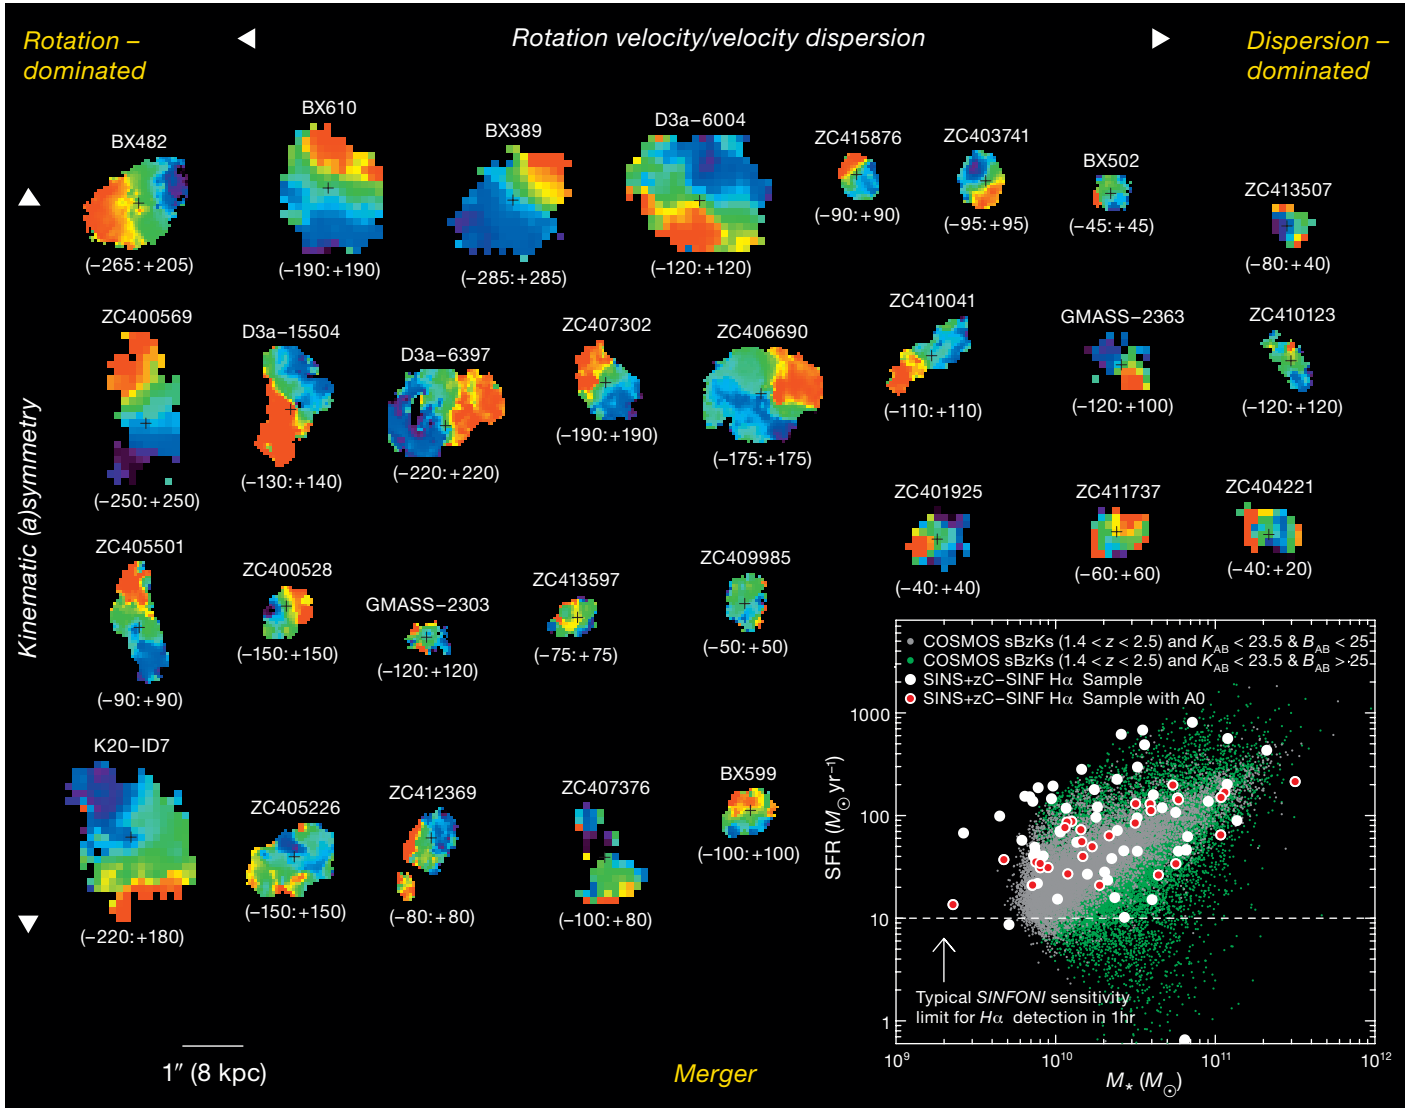 Rotation –
dominated
Rotation velocity/velocity dispersion
Dispersion –
dominated
BX482
(−265:+205)
BX610
(−190:+190)
BX389
(−285:+285)
D3a−6004
(−120:+120)
ZC415876
(−90:+90)
ZC403741
(−95:+95)
BX502
(−45:+45)
ZC413507
(−80:+40)
Kinematic (a)symmetry
ZC400569
(−250:+250)
D3a−15504
(−130:+140)
D3a−6397
(−220:+220)
ZC407302
(−190:+190)
ZC406690
(−175:+175)
ZC410041
(−110:+110)
GMASS−2363
(−120:+100)
ZC410123
(−120:+120)
ZC401925
(−40:+40)
ZC411737
(−60:+60)
ZC404221
(−40:+20)
ZC405501
(−90:+90)
ZC400528
(−150:+150)
GMASS−2303
(−120:+120)
ZC413597
(−75:+75)
ZC409985
(−50:+50)
K20−ID7
(−220:+180)
ZC405226
(−150:+150)
ZC412369
(−80:+80)
ZC407376
(−100:+80)
BX599
(−100:+100)
COSMOS sBzKs (1.4 < z < 2.5) and K_AB < 23.5 & B_AB < 25
COSMOS sBzKs (1.4 < z < 2.5) and K_AB < 23.5 & B_AB > 25
SINS+zC−SINF Hα Sample
SINS+zC−SINF Hα Sample with AO
1000
100
10
1
SFR (M☉ yr⁻¹)
Typical SINFONI sensitivity
limit for Hα detection in 1hr
10⁹
10¹⁰
10¹¹
10¹²
M⋆ (M☉)
1″ (8 kpc)
Merger